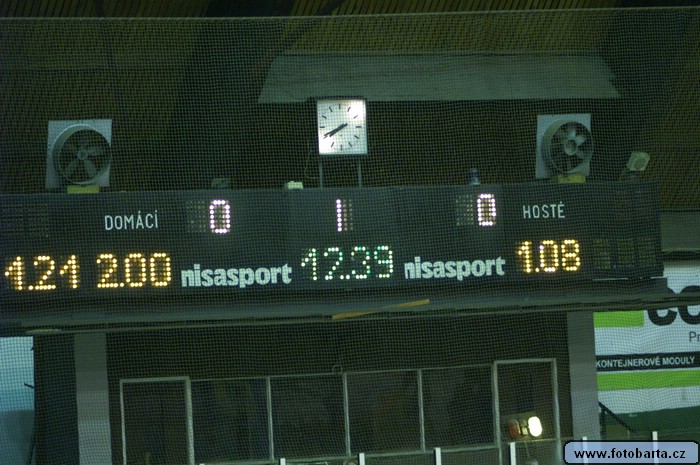 DOMÁCÍ 0 1 0 HOSTÉ
1.21 2.00 nisasport 17.39 nisasport 1.08
KONTEJNEROVÉ MODULY
www.fotobarta.cz